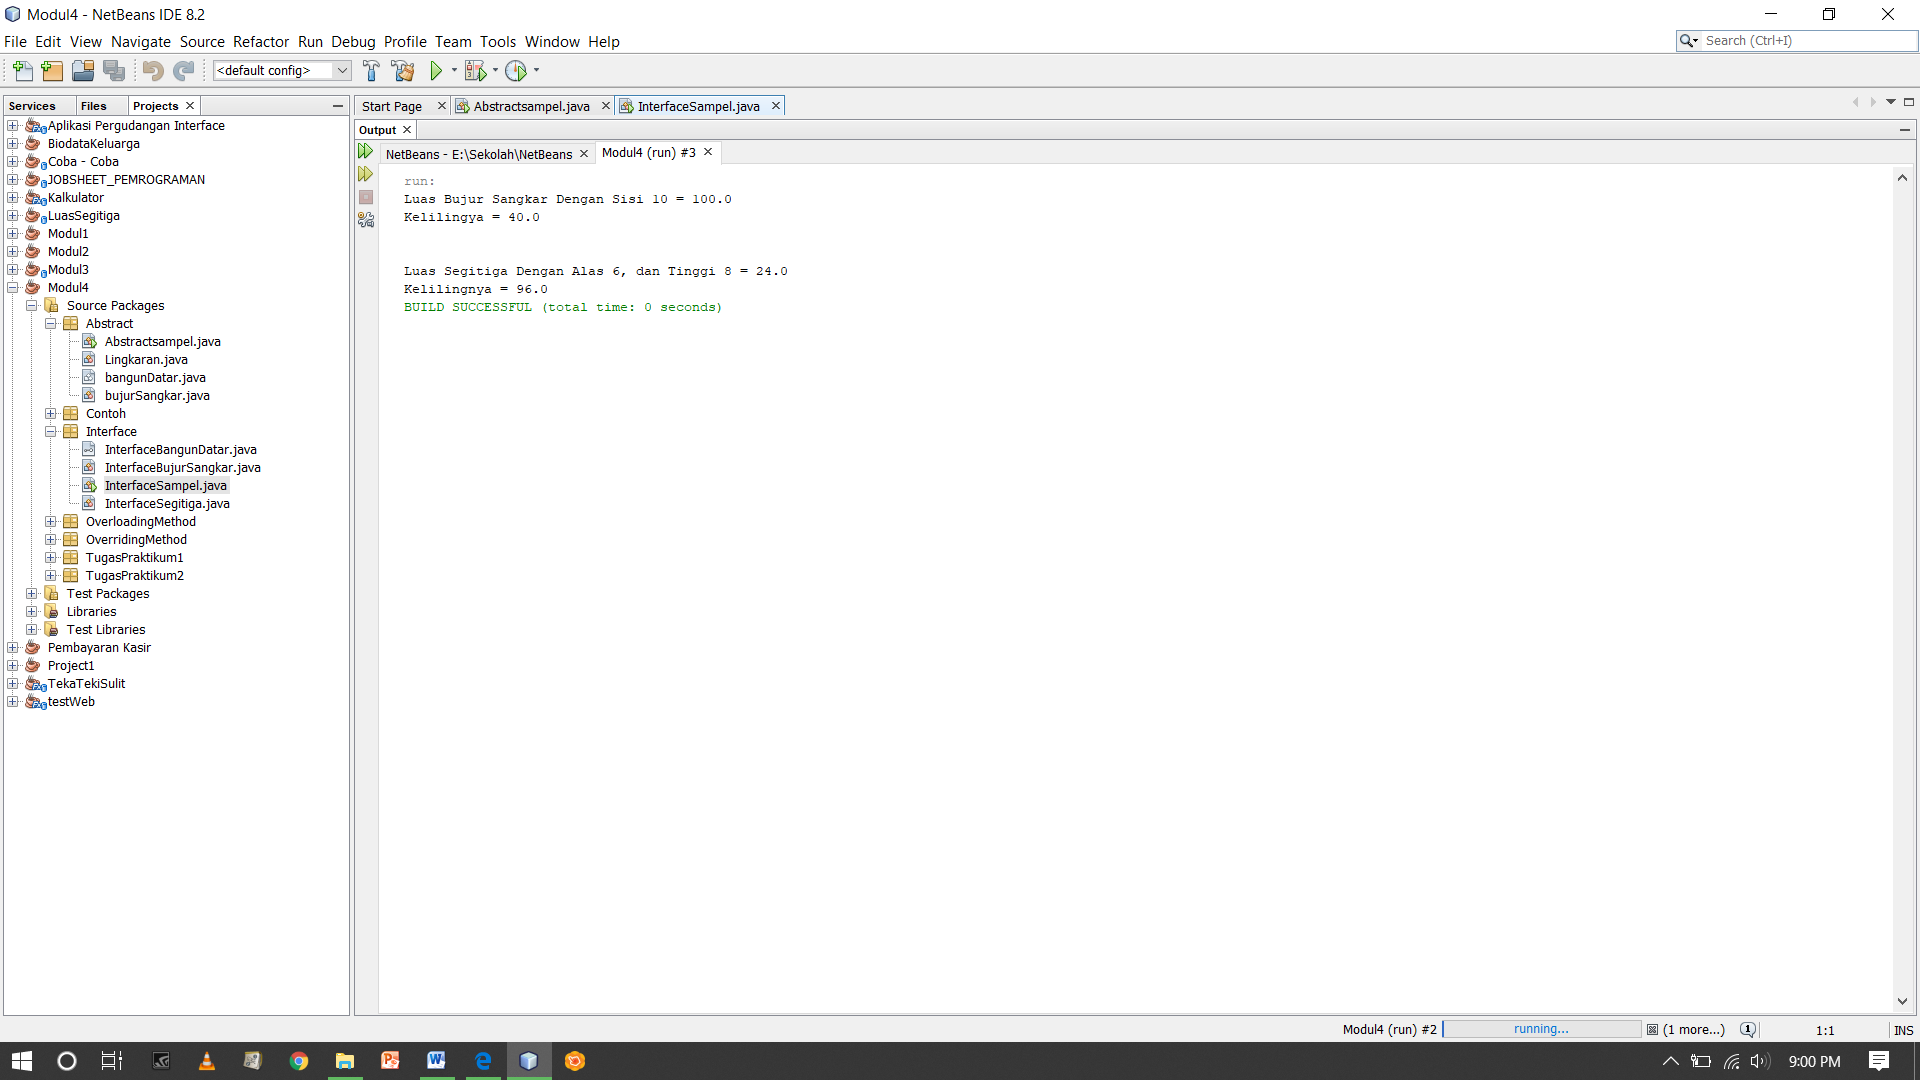 Modul4 - NetBeans IDE 8.2
File Edit View Navigate Source Refactor Run Debug Profile Team Tools Window Help
Search (Ctrl+I)
<default config>
Services Files Projects
Start Page Abstractsampel.java InterfaceSampel.java
Output
NetBeans - E:\Sekolah\NetBeans Modul4 (run) #3
Aplikasi Pergudangan Interface
BiodataKeluarga
Coba - Coba
JOBSHEET_PEMROGRAMAN
Kalkulator
LuasSegitiga
Modul1
Modul2
Modul3
Modul4
Source Packages
Abstract
Abstractsampel.java
Lingkaran.java
bangunDatar.java
bujurSangkar.java
Contoh
Interface
InterfaceBangunDatar.java
InterfaceBujurSangkar.java
InterfaceSampel.java
InterfaceSegitiga.java
OverloadingMethod
OverridingMethod
TugasPraktikum1
TugasPraktikum2
Test Packages
Libraries
Test Libraries
Pembayaran Kasir
Project1
TekaTekiSulit
testWeb
run:
Luas Bujur Sangkar Dengan Sisi 10 = 100.0
Kelilingya = 40.0
Luas Segitiga Dengan Alas 6, dan Tinggi 8 = 24.0
Kelilingnya = 96.0
BUILD SUCCESSFUL (total time: 0 seconds)
Modul4 (run) #2 running... (1 more...) 1:1 INS
9:00 PM